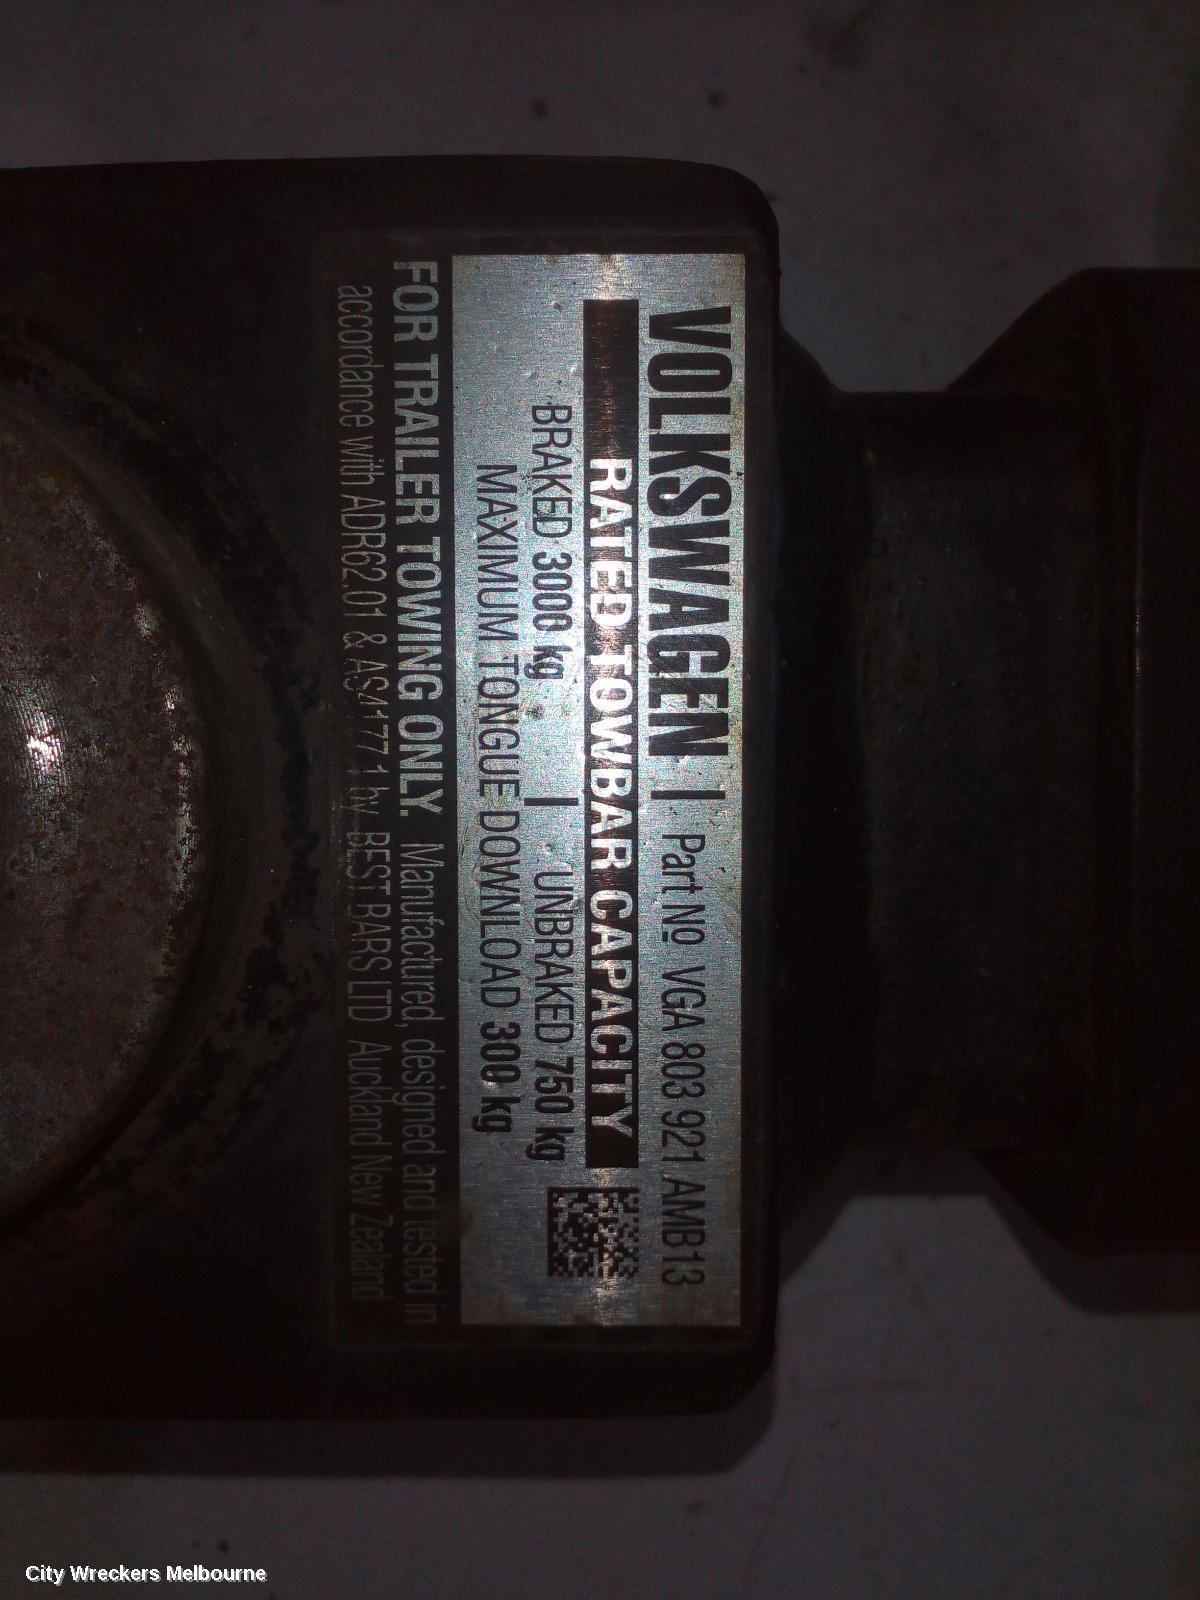 VOLKSWAGEN | Part No VGA 803 921 AMB13
RATED TOWBAR CAPACITY
BRAKED 3000 kg | UNBRAKED 750 kg
MAXIMUM TONGUE DOWNLOAD 300 kg
FOR TRAILER TOWING ONLY. Manufactured, designed and tested in
accordance with ADR62.01 & AS4177.1 by BEST BARS LTD Auckland New Zealand
City Wreckers Melbourne